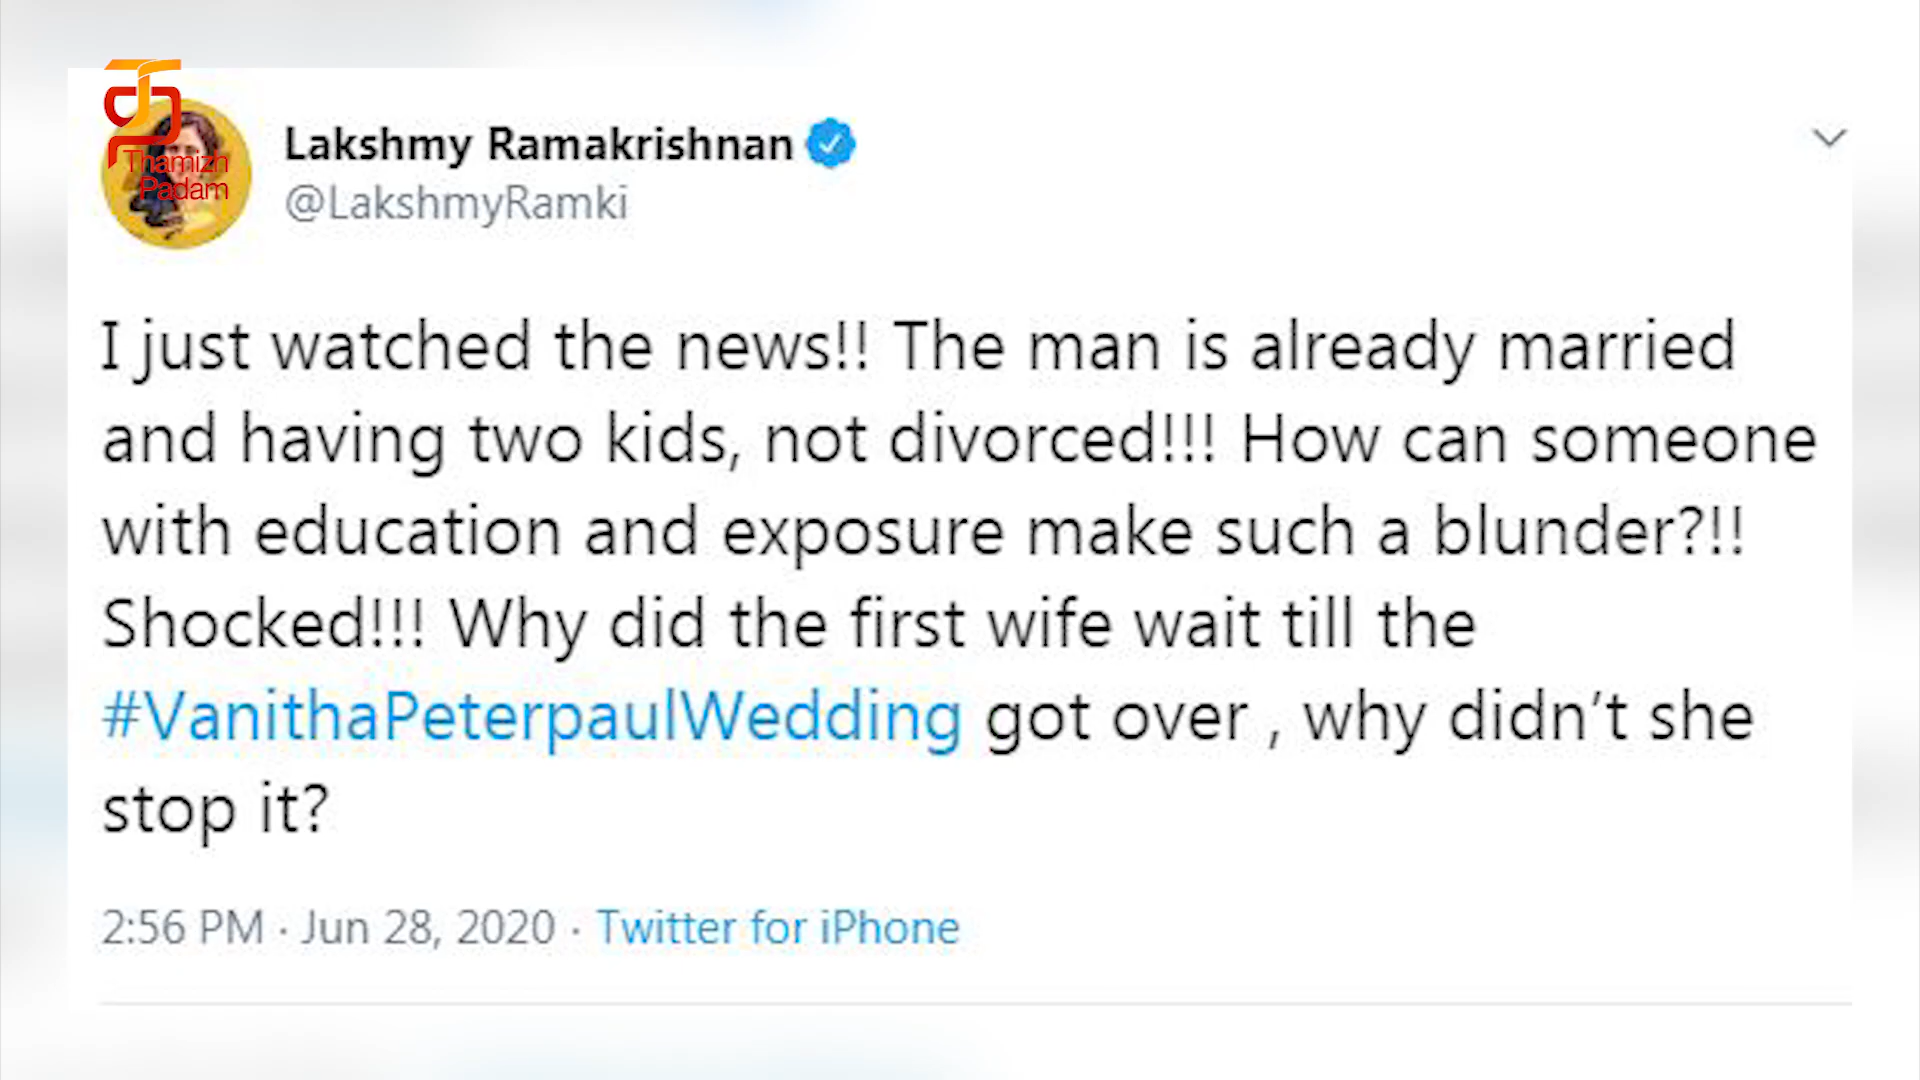 Thamizh
Padam
Lakshmy Ramakrishnan
@LakshmyRamki
I just watched the news!! The man is already married
and having two kids, not divorced!!! How can someone
with education and exposure make such a blunder?!!
Shocked!!! Why did the first wife wait till the
#VanithaPeterpaulWedding got over , why didn’t she
stop it?
2:56 PM · Jun 28, 2020 · Twitter for iPhone